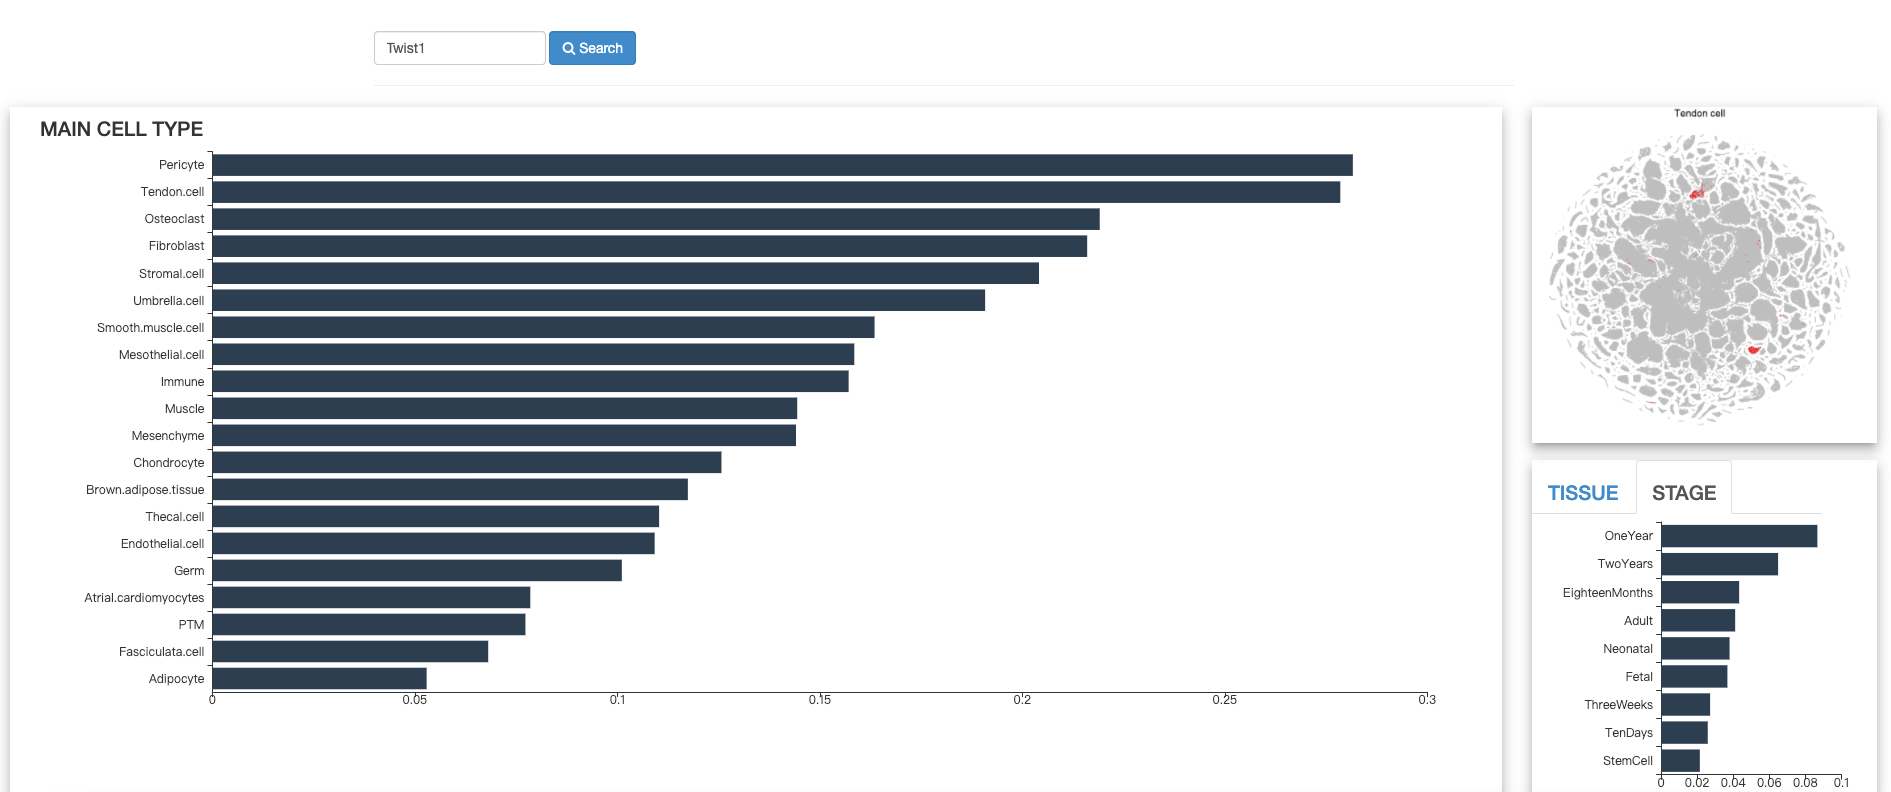 Twist1
Search
MAIN CELL TYPE
Pericyte
Tendon.cell
Osteoclast
Fibroblast
Stromal.cell
Umbrella.cell
Smooth.muscle.cell
Mesothelial.cell
Immune
Muscle
Mesenchyme
Chondrocyte
Brown.adipose.tissue
Thecal.cell
Endothelial.cell
Germ
Atrial.cardiomyocytes
PTM
Fasciculata.cell
Adipocyte
0 0.05 0.1 0.15 0.2 0.25 0.3
Tendon cell
TISSUE STAGE
OneYear
TwoYears
EighteenMonths
Adult
Neonatal
Fetal
ThreeWeeks
TenDays
StemCell
0 0.02 0.04 0.06 0.08 0.1